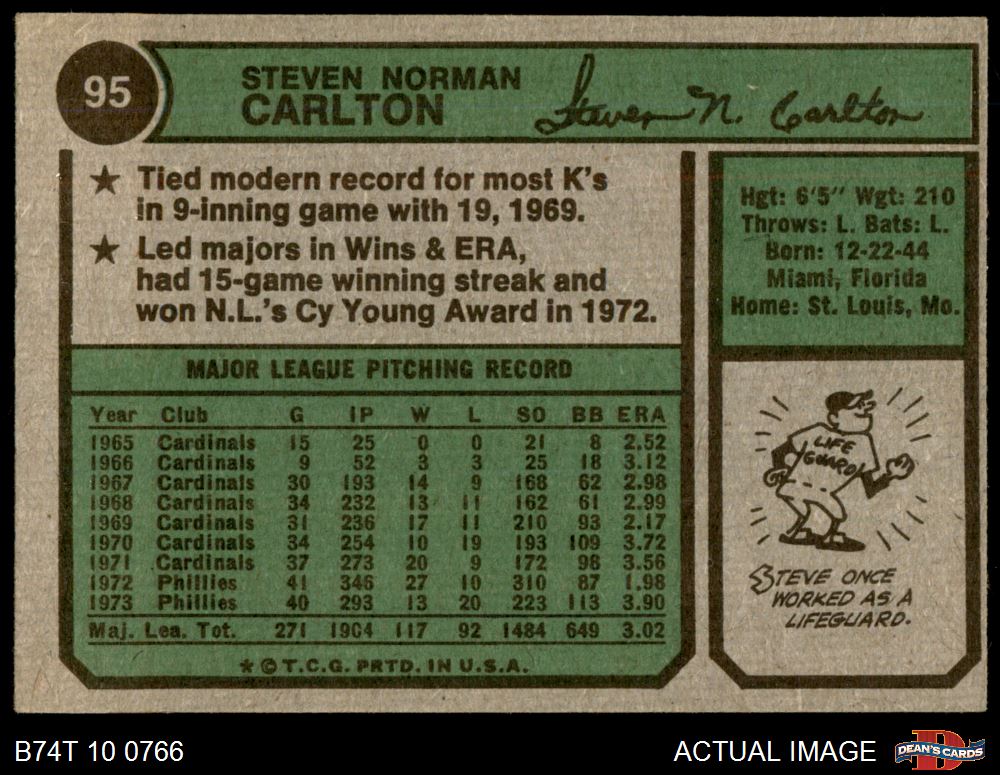 95
STEVEN NORMAN
CARLTON
Steven N. Carlton
★ Tied modern record for most K's
in 9-inning game with 19, 1969.
★ Led majors in Wins & ERA,
had 15-game winning streak and
won N.L.'s Cy Young Award in 1972.
Hgt: 6'5" Wgt: 210
Throws: L. Bats: L.
Born: 12-22-44
Miami, Florida
Home: St. Louis, Mo.
MAJOR LEAGUE PITCHING RECORD
Year Club G IP W L SO BB ERA
1965 Cardinals 15 25 0 0 21 8 2.52
1966 Cardinals 9 52 3 3 25 18 3.12
1967 Cardinals 30 193 14 9 168 62 2.98
1968 Cardinals 34 232 13 11 162 61 2.99
1969 Cardinals 31 236 17 11 210 93 2.17
1970 Cardinals 34 254 10 19 193 109 3.72
1971 Cardinals 37 273 20 9 172 98 3.56
1972 Phillies 41 346 27 10 310 87 1.98
1973 Phillies 40 293 13 20 223 113 3.90
Maj. Lea. Tot. 271 1904 117 92 1484 649 3.02
★ © T.C.G. PRTD. IN U.S.A.
LIFE
GUARD
STEVE ONCE
WORKED AS A
LIFEGUARD.
B74T 10 0766
ACTUAL IMAGE
D
DEAN'S CARDS